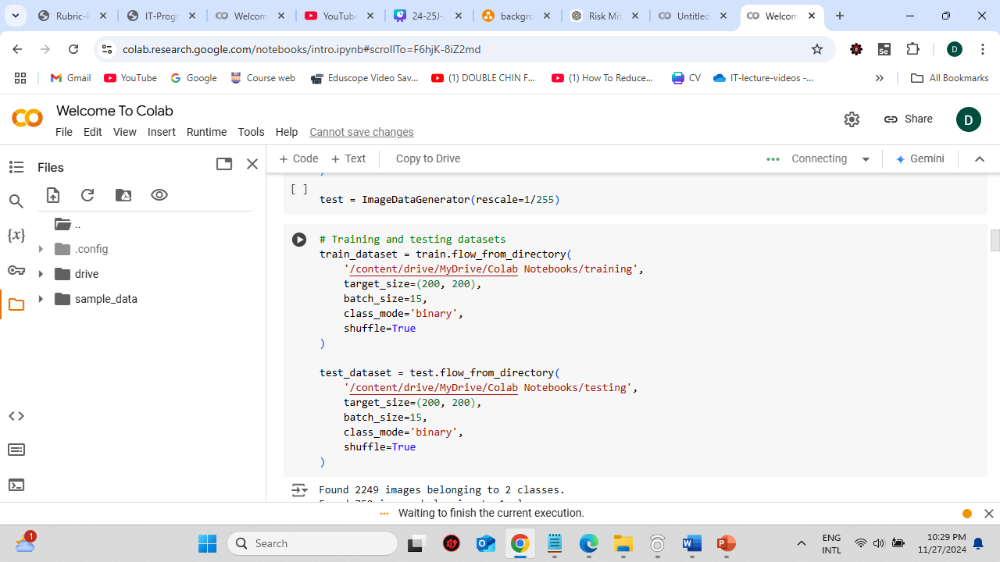 Rubric-P
IT-Progr
Welcom
YouTube
24-25J-
backgro
Risk Mit
Untitled
Welcom
colab.research.google.com/notebooks/intro.ipynb#scrollTo=F6hjK-8iZ2md
Se
D
Gmail
YouTube
Google
Course web
Eduscope Video Sav...
(1) DOUBLE CHIN F...
(1) How To Reduce...
CV
IT-lecture-videos -...
All Bookmarks
Welcome To Colab
File Edit View Insert Runtime Tools Help Cannot save changes
Share
D
Files
+ Code + Text Copy to Drive
Connecting
Gemini
..
.config
drive
sample_data
{x}
[ ]
test = ImageDataGenerator(rescale=1/255)
# Training and testing datasets
train_dataset = train.flow_from_directory(
'/content/drive/MyDrive/Colab Notebooks/training',
target_size=(200, 200),
batch_size=15,
class_mode='binary',
shuffle=True
)
test_dataset = test.flow_from_directory(
'/content/drive/MyDrive/Colab Notebooks/testing',
target_size=(200, 200),
batch_size=15,
class_mode='binary',
shuffle=True
)
Found 2249 images belonging to 2 classes.
Waiting to finish the current execution.
1
Search
ENG
INTL
10:29 PM
11/27/2024